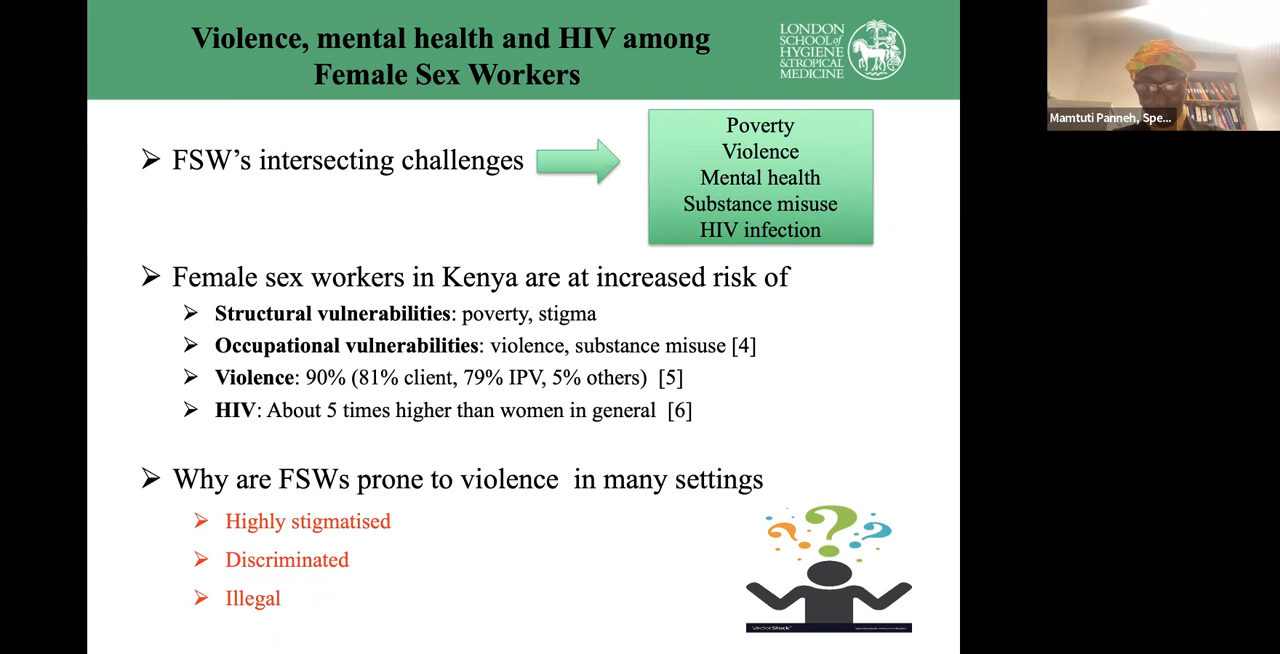 Violence, mental health and HIV among
Female Sex Workers
LONDON
SCHOOL of
HYGIENE
& TROPICAL
MEDICINE
Mamtuti Panneh, Spe...
FSW’s intersecting challenges
Poverty
Violence
Mental health
Substance misuse
HIV infection
Female sex workers in Kenya are at increased risk of
Structural vulnerabilities: poverty, stigma
Occupational vulnerabilities: violence, substance misuse [4]
Violence: 90% (81% client, 79% IPV, 5% others) [5]
HIV: About 5 times higher than women in general [6]
Why are FSWs prone to violence in many settings
Highly stigmatised
Discriminated
Illegal
VectorStock